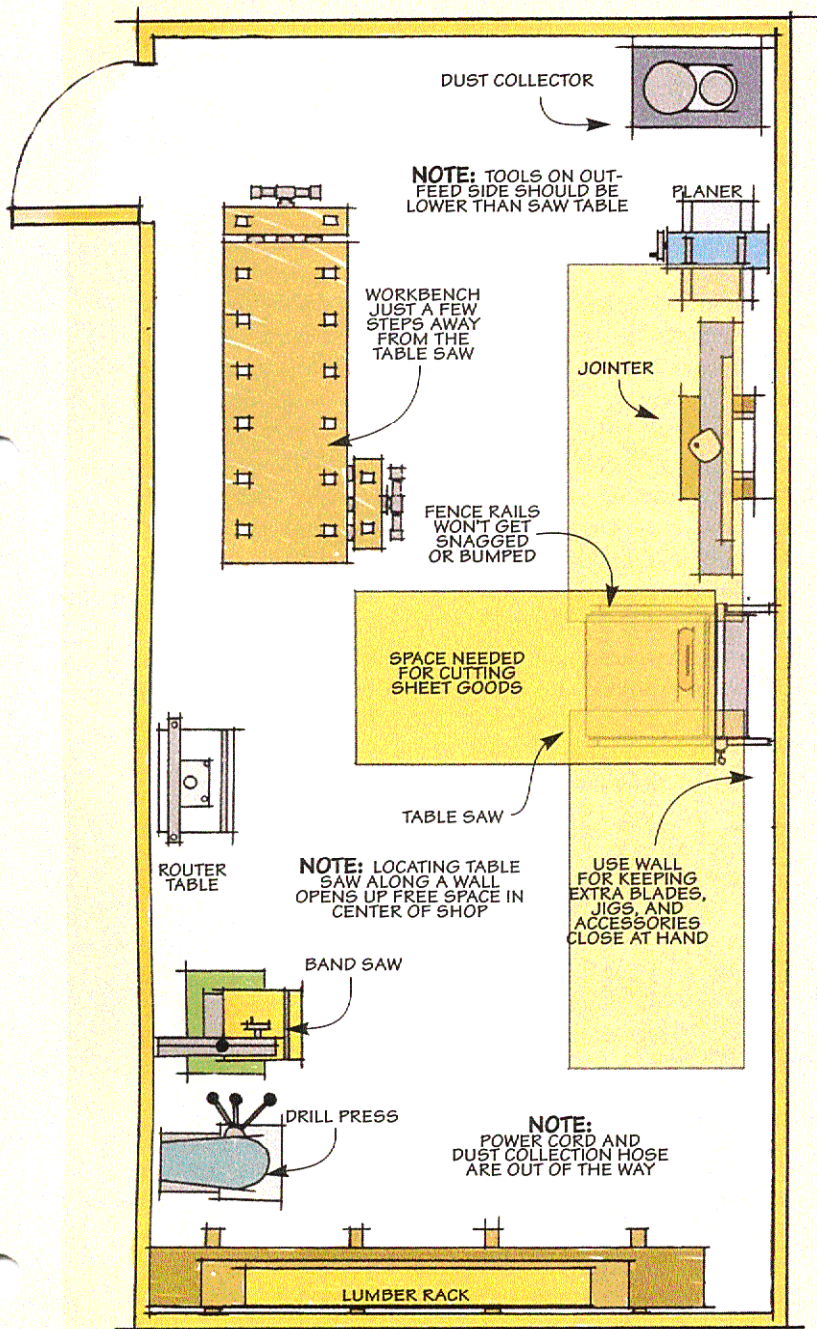 DUST COLLECTOR
NOTE: TOOLS ON OUT-
FEED SIDE SHOULD BE
LOWER THAN SAW TABLE
PLANER
WORKBENCH
JUST A FEW
STEPS AWAY
FROM THE
TABLE SAW
JOINTER
FENCE RAILS
WON'T GET
SNAGGED
OR BUMPED
SPACE NEEDED
FOR CUTTING
SHEET GOODS
TABLE SAW
ROUTER
TABLE
NOTE: LOCATING TABLE
SAW ALONG A WALL
OPENS UP FREE SPACE IN
CENTER OF SHOP
USE WALL
FOR KEEPING
EXTRA BLADES,
JIGS, AND
ACCESSORIES
CLOSE AT HAND
BAND SAW
DRILL PRESS
NOTE:
POWER CORD AND
DUST COLLECTION HOSE
ARE OUT OF THE WAY
LUMBER RACK